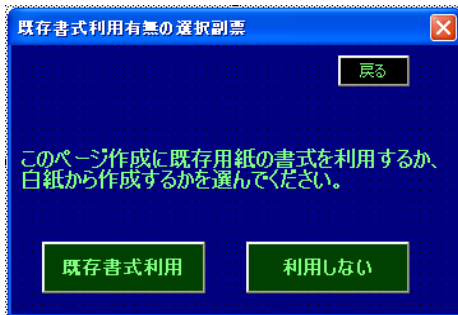 既存書式利用有無の選択副票
戻る
このページ作成に既存用紙の書式を利用するか、
白紙から作成するかを選んでください。
既存書式利用
利用しない